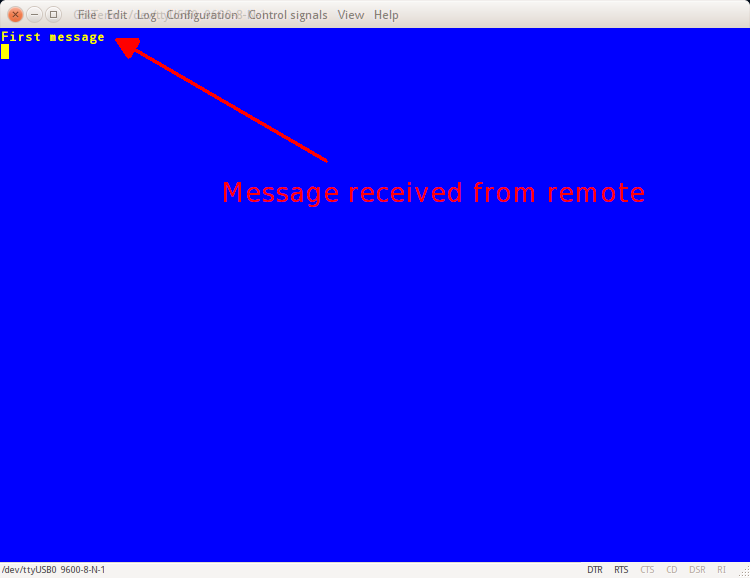 File Edit Log Configuration Control signals View Help
First message
Message received from remote
/dev/ttyUSB0 9600-8-N-1 DTR RTS CTS CD DSR RI